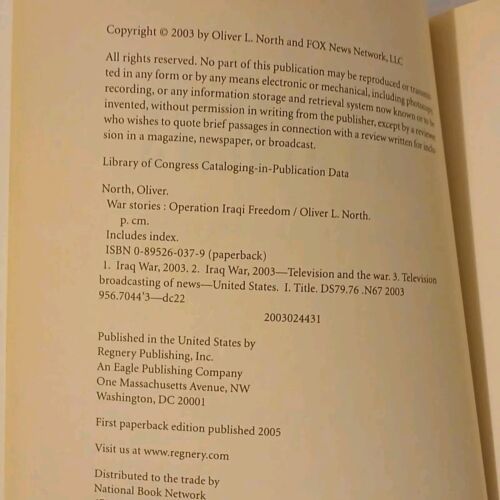 Copyright © 2003 by Oliver L. North and FOX News Network, LLC
All rights reserved. No part of this publication may be reproduced or transmit-
ted in any form or by any means electronic or mechanical, including photocopy,
recording, or any information storage and retrieval system now known or to be
invented, without permission in writing from the publisher, except by a reviewer
who wishes to quote brief passages in connection with a review written for inclu-
sion in a magazine, newspaper, or broadcast.
Library of Congress Cataloging-in-Publication Data
North, Oliver.
War stories : Operation Iraqi Freedom / Oliver L. North.
p. cm.
Includes index.
ISBN 0-89526-037-9 (paperback)
1. Iraq War, 2003. 2. Iraq War, 2003—Television and the war. 3. Television
broadcasting of news—United States. I. Title. DS79.76 .N67 2003
956.7044'3—dc22
2003024431
Published in the United States by
Regnery Publishing, Inc.
An Eagle Publishing Company
One Massachusetts Avenue, NW
Washington, DC 20001
First paperback edition published 2005
Visit us at www.regnery.com
Distributed to the trade by
National Book Network